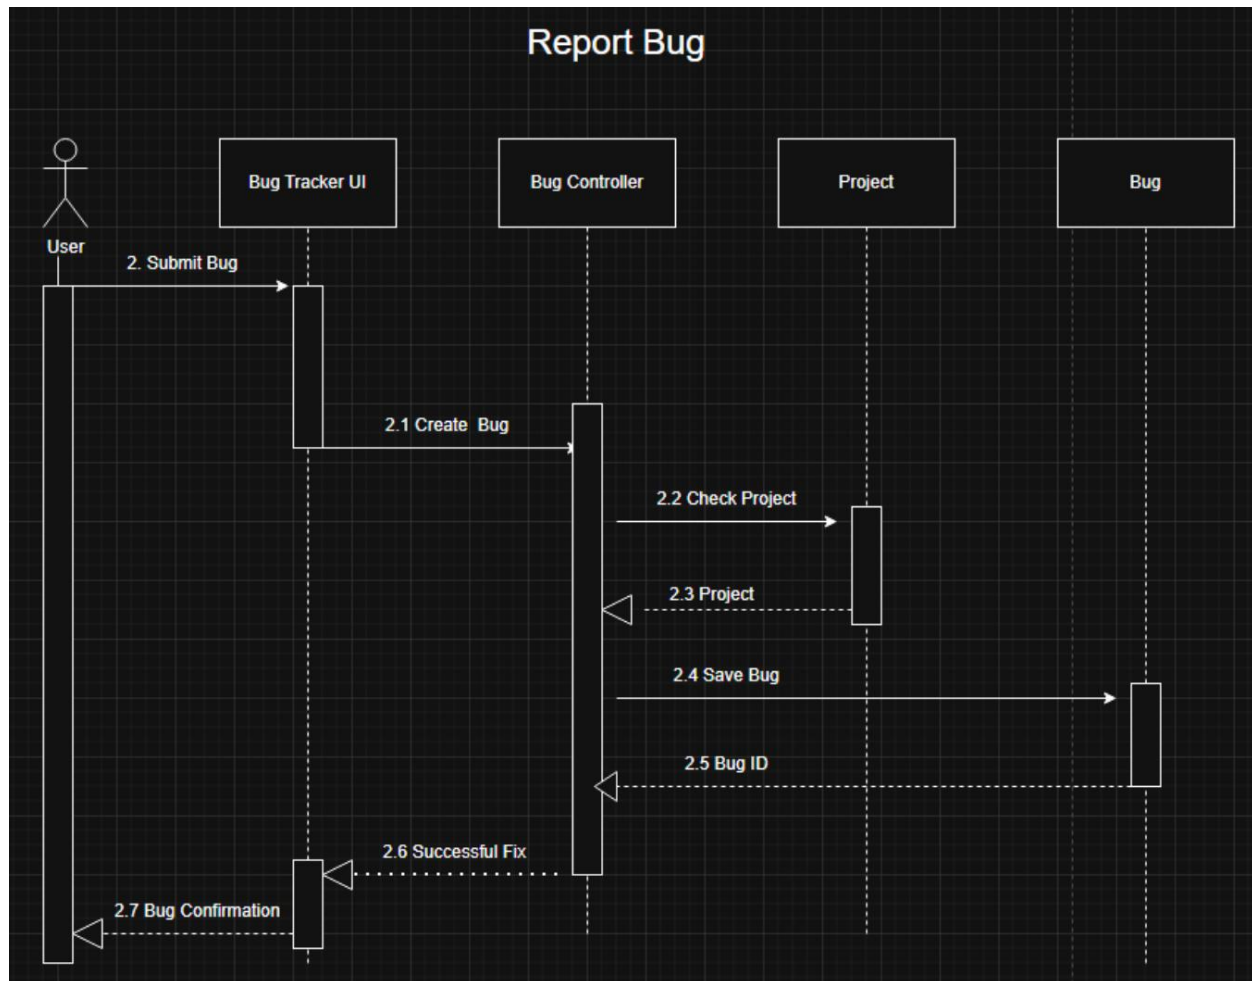 Report Bug
Bug Tracker UI
Bug Controller
Project
Bug
User
2. Submit Bug
2.1 Create Bug
2.2 Check Project
2.3 Project
2.4 Save Bug
2.5 Bug ID
2.6 Successful Fix
2.7 Bug Confirmation